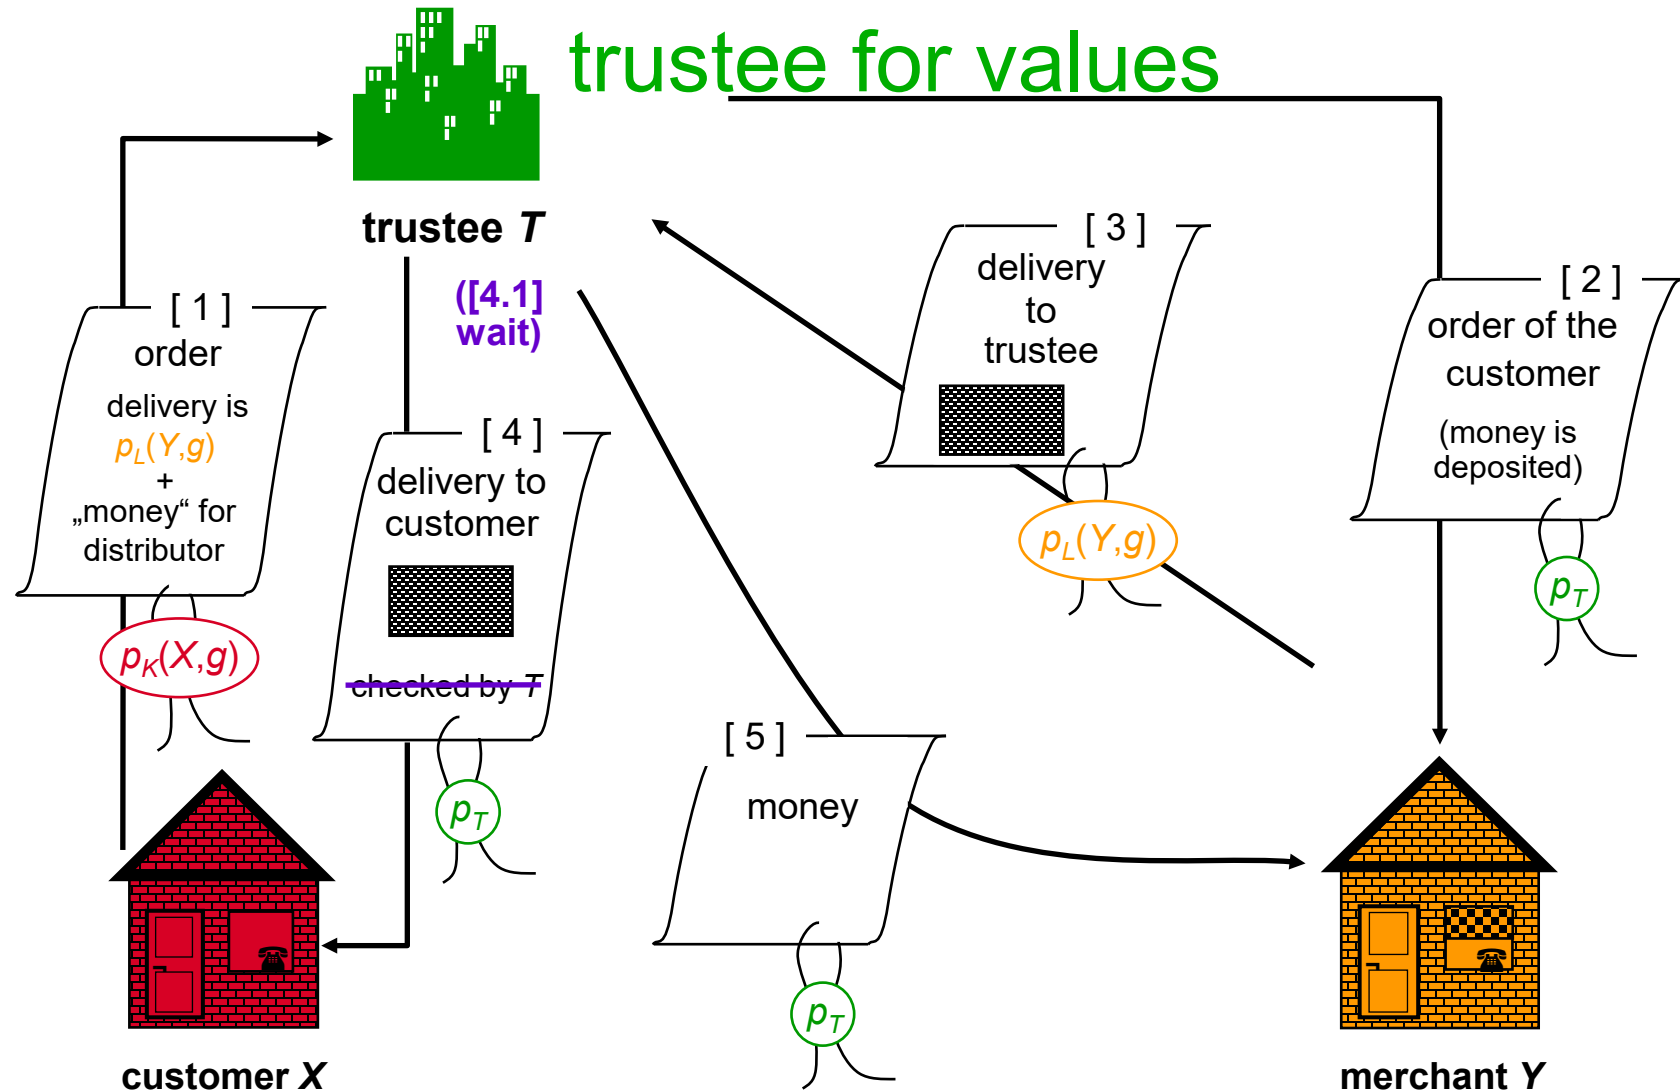 trustee for values
trustee T
([4.1]
wait)
[ 1 ]
order
delivery is
pL(Y,g)
+
„money“ for
distributor
pK(X,g)
[ 4 ]
delivery to
customer
checked by T
pT
[ 3 ]
delivery
to
trustee
pL(Y,g)
[ 2 ]
order of the
customer
(money is
deposited)
pT
[ 5 ]
money
pT
customer X
merchant Y